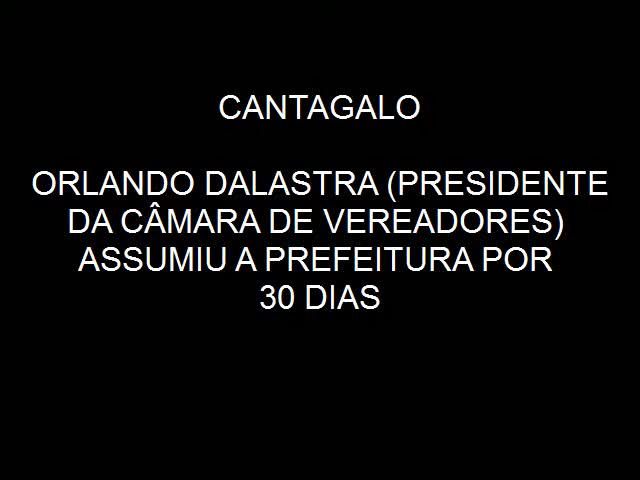 CANTAGALO
ORLANDO DALASTRA (PRESIDENTE
DA CÂMARA DE VEREADORES)
ASSUMIU A PREFEITURA POR
30 DIAS